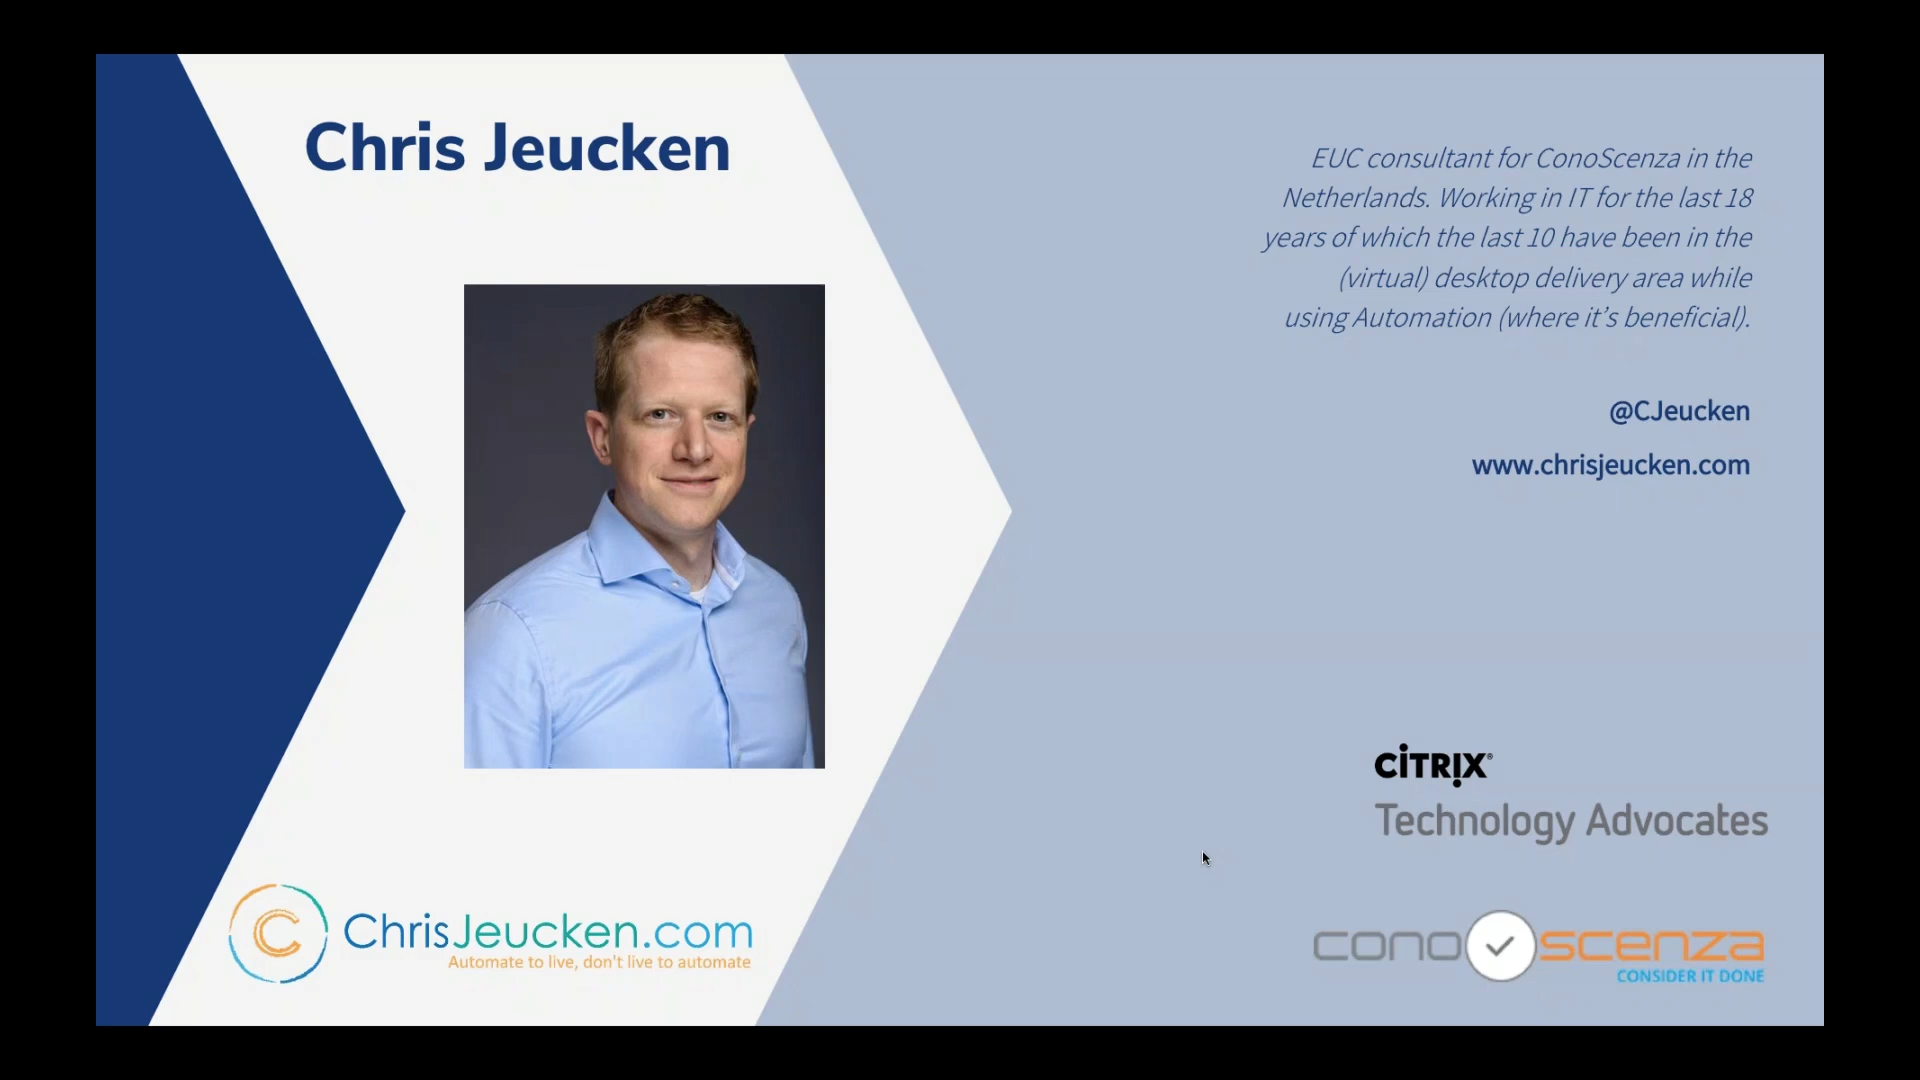 Chris Jeucken
EUC consultant for ConoScenza in the
Netherlands. Working in IT for the last 18
years of which the last 10 have been in the
(virtual) desktop delivery area while
using Automation (where it’s beneficial).
@CJeucken
www.chrisjeucken.com
CITRIX®
Technology Advocates
C ChrisJeucken.com
Automate to live, don't live to automate
conoscenza
CONSIDER IT DONE